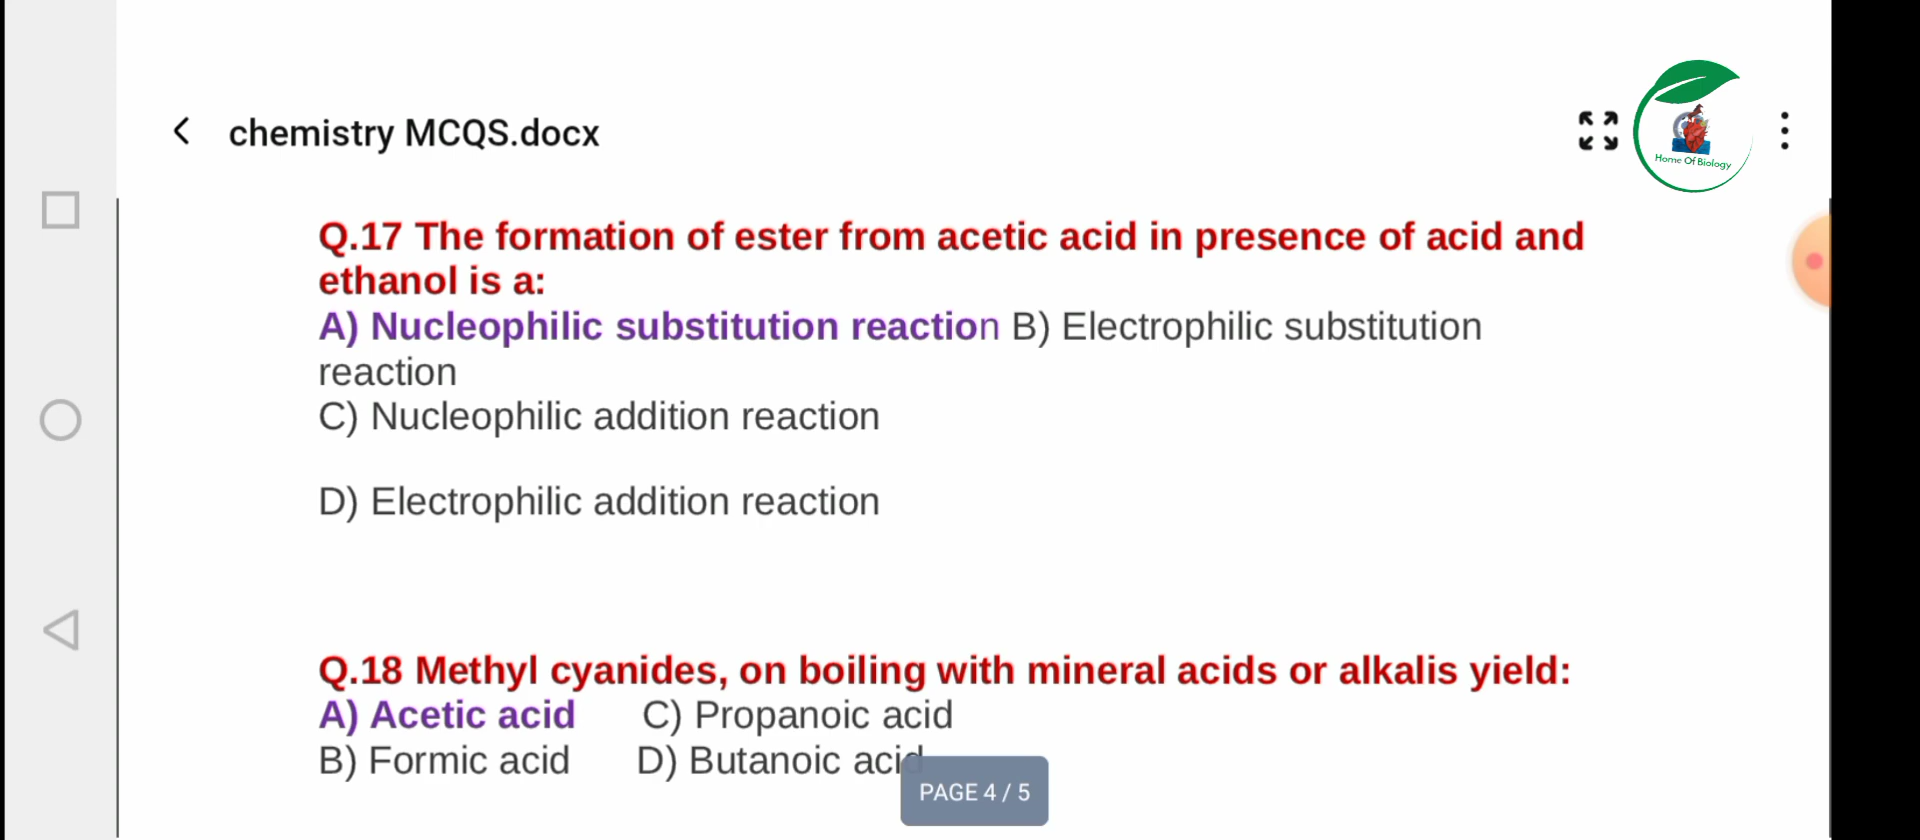 chemistry MCQS.docx
Home Of Biology
Q.17 The formation of ester from acetic acid in presence of acid and
ethanol is a:
A) Nucleophilic substitution reaction B) Electrophilic substitution
reaction
C) Nucleophilic addition reaction
D) Electrophilic addition reaction
Q.18 Methyl cyanides, on boiling with mineral acids or alkalis yield:
A) Acetic acid C) Propanoic acid
B) Formic acid D) Butanoic acid
PAGE 4 / 5